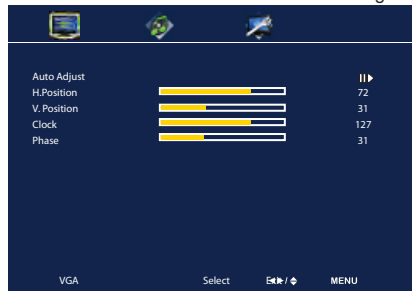 Auto Adjust
H.Position 72
V. Position 31
Clock 127
Phase 31
VGA Select / MENU